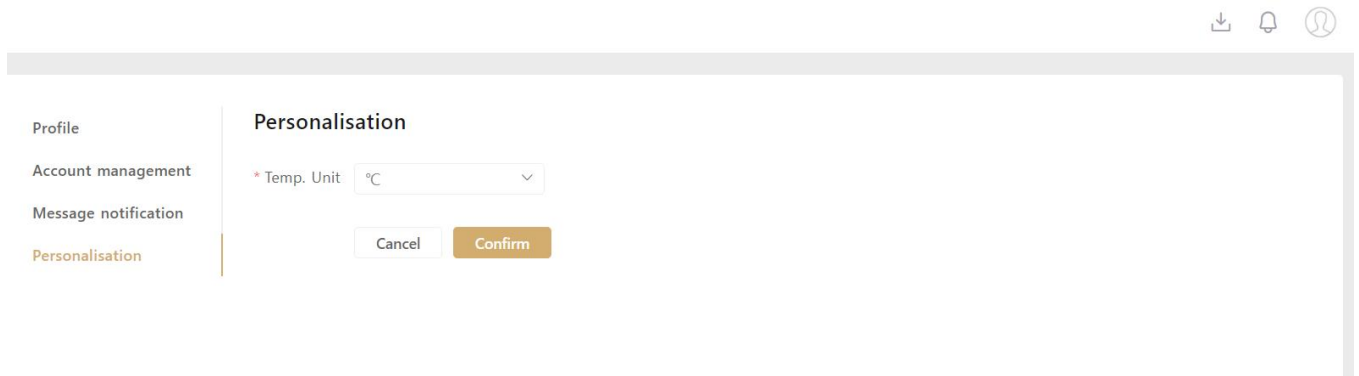 Profile
Account management
Message notification
Personalisation
Personalisation
* Temp. Unit ℃
Cancel Confirm